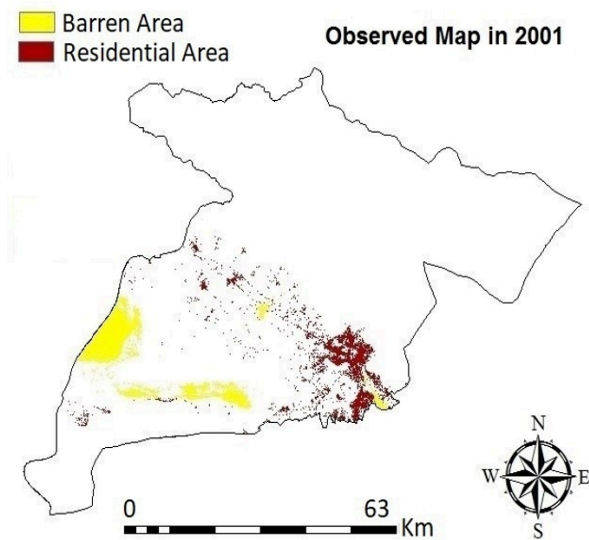 Barren Area
Residential Area
Observed Map in 2001
N
W E
S
0 63
Km